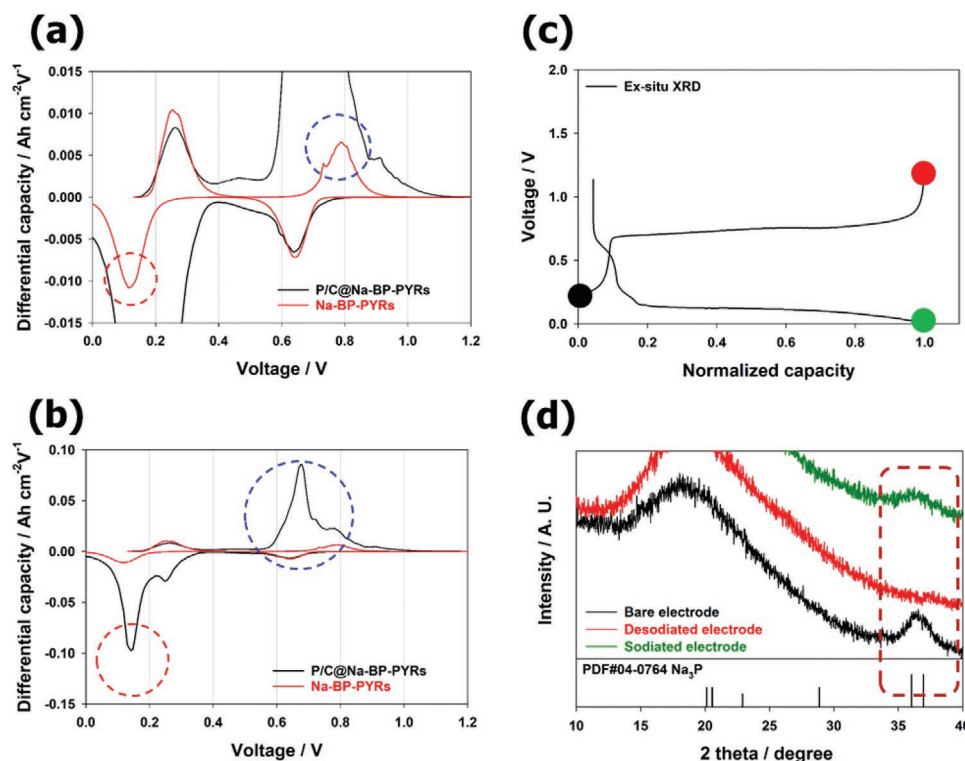 (a)
0.015
0.010
0.005
0.000
-0.005
-0.010
-0.015
Differential capacity / Ah cm⁻²V⁻¹
P/C@Na-BP-PYRs
Na-BP-PYRs
0.0 0.2 0.4 0.6 0.8 1.0 1.2
Voltage / V
(c)
2.0
1.5
1.0
0.5
0.0
Voltage / V
Ex-situ XRD
0.0 0.2 0.4 0.6 0.8 1.0
Normalized capacity
(b)
0.10
0.05
0.00
-0.05
-0.10
-0.15
Differential capacity / Ah cm⁻²V⁻¹
P/C@Na-BP-PYRs
Na-BP-PYRs
0.0 0.2 0.4 0.6 0.8 1.0 1.2
Voltage / V
(d)
Intensity / A. U.
Bare electrode
Desodiated electrode
Sodiated electrode
PDF#04-0764 Na₃P
10 15 20 25 30 35 40
2 theta / degree